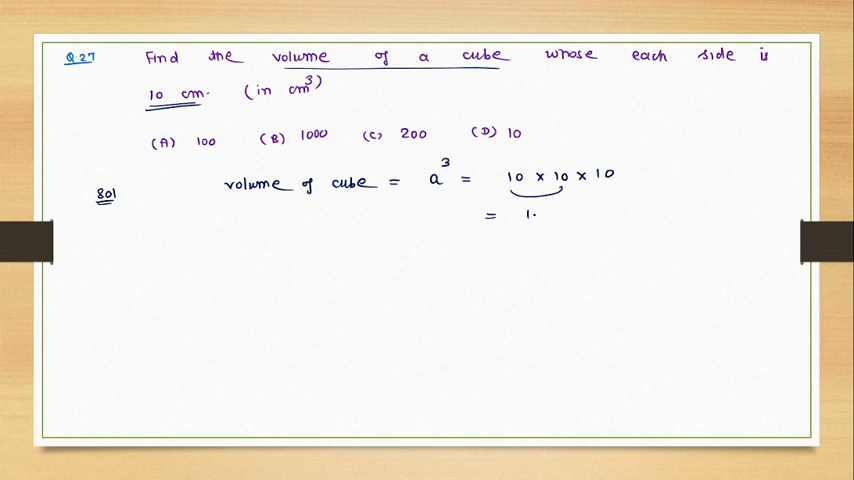 Q27 Find the volume of a cube whose each side is
10 cm. (in cm³)
(A) 100 (B) 1000 (C) 200 (D) 10
Sol volume of cube = a³ = 10 x 10 x 10
= 1.